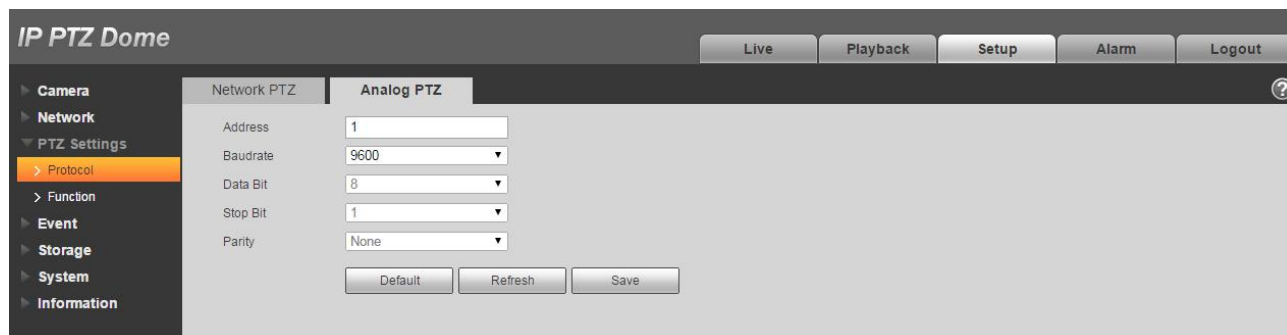 IP PTZ Dome
Live Playback Setup Alarm Logout
Camera
Network
PTZ Settings
Protocol
Function
Event
Storage
System
Information
Network PTZ Analog PTZ
?
Address 1
Baudrate 9600
Data Bit 8
Stop Bit 1
Parity None
Default Refresh Save